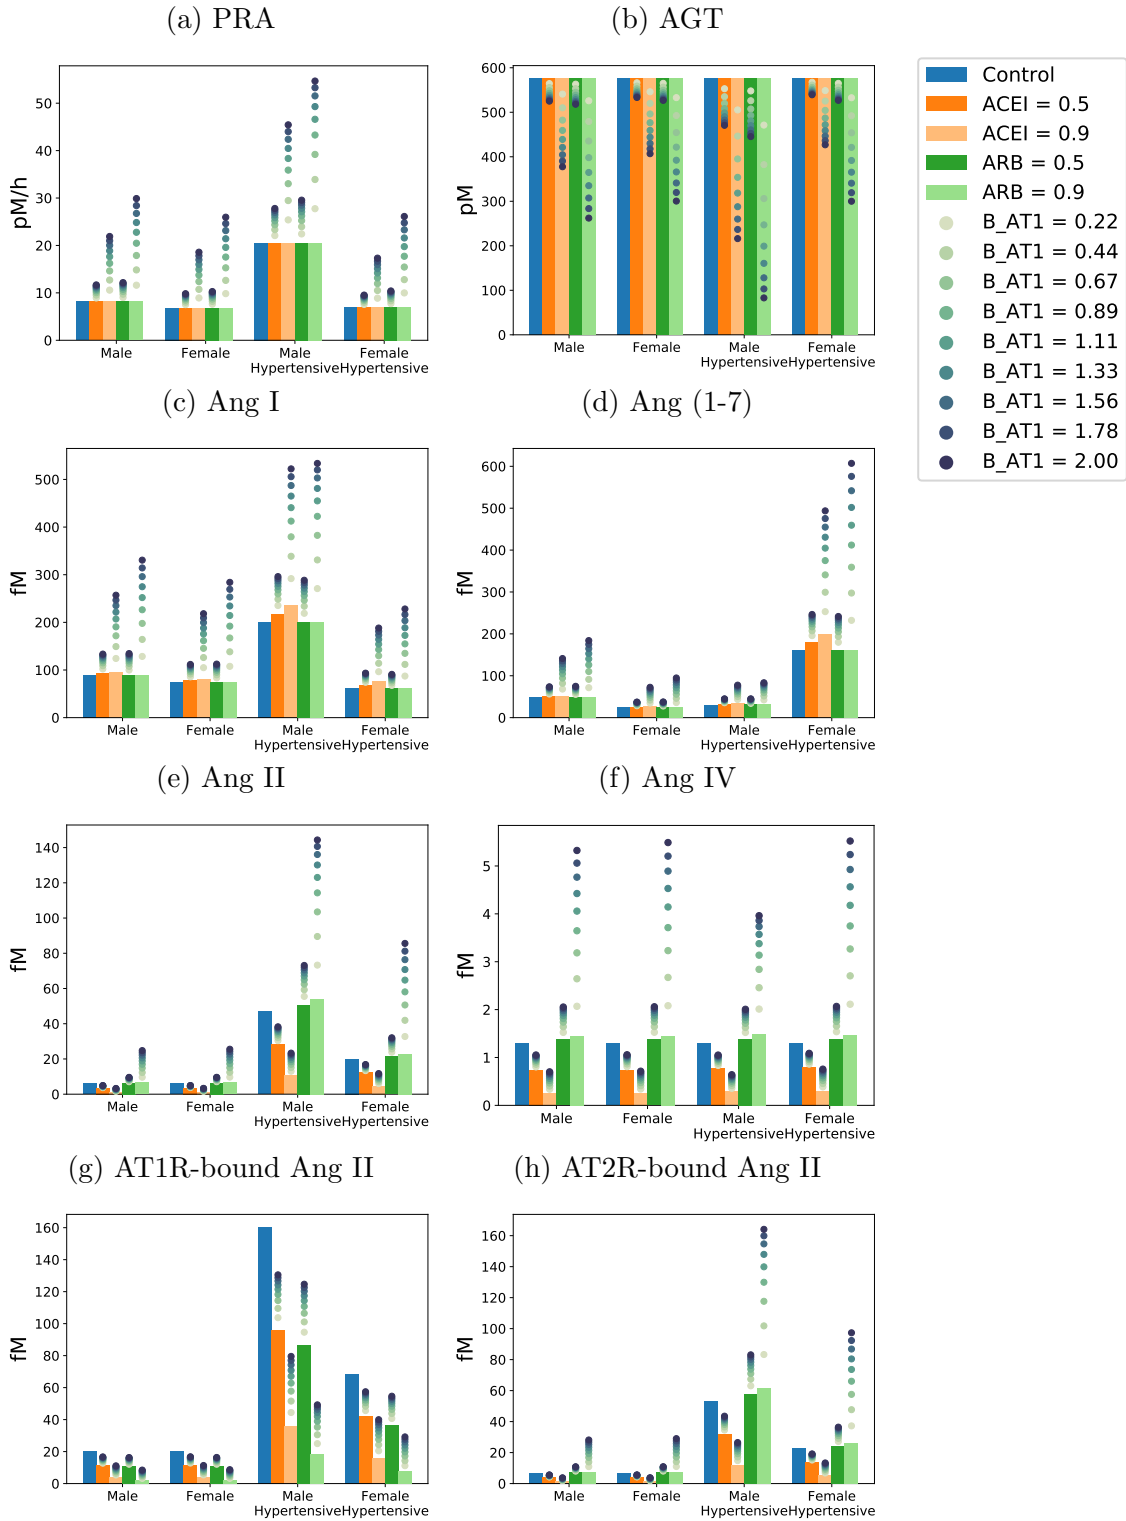 (a) PRA
(b) AGT
50
40
30
20
10
0
pM/h
Male
Female
Male
Hypertensive
Female
Hypertensive
600
500
400
300
200
100
0
pM
Male
Female
Male
Hypertensive
Female
Hypertensive
Control
ACEI = 0.5
ACEI = 0.9
ARB = 0.5
ARB = 0.9
B_AT1 = 0.22
B_AT1 = 0.44
B_AT1 = 0.67
B_AT1 = 0.89
B_AT1 = 1.11
B_AT1 = 1.33
B_AT1 = 1.56
B_AT1 = 1.78
B_AT1 = 2.00
(c) Ang I
(d) Ang (1-7)
500
400
300
200
100
0
fM
Male
Female
Male
Hypertensive
Female
Hypertensive
600
500
400
300
200
100
0
fM
Male
Female
Male
Hypertensive
Female
Hypertensive
(e) Ang II
(f) Ang IV
140
120
100
80
60
40
20
0
fM
Male
Female
Male
Hypertensive
Female
Hypertensive
5
4
3
2
1
0
fM
Male
Female
Male
Hypertensive
Female
Hypertensive
(g) AT1R-bound Ang II
(h) AT2R-bound Ang II
160
140
120
100
80
60
40
20
0
fM
Male
Female
Male
Hypertensive
Female
Hypertensive
160
140
120
100
80
60
40
20
0
fM
Male
Female
Male
Hypertensive
Female
Hypertensive